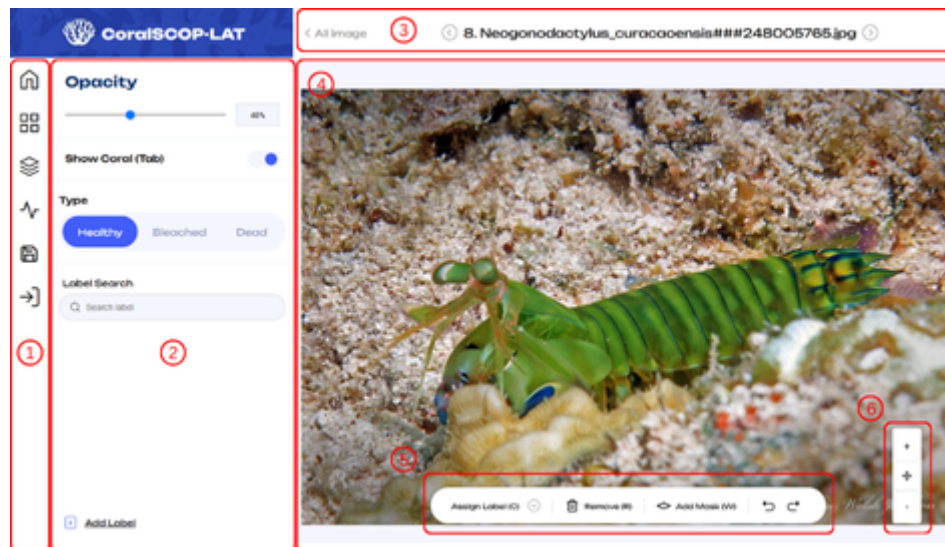 CoralSCOP-LAT
< All image
3
8. Neogonodactylus_curacaoensis###248005765.jpg
4
Opacity
40%
Show Coral (Tab)
Type
Healthy Bleached Dead
Label Search
Search label
1
2
6
5
+
-
Assign Label (C)
Remove (R)
Add Mask (W)
Add Label